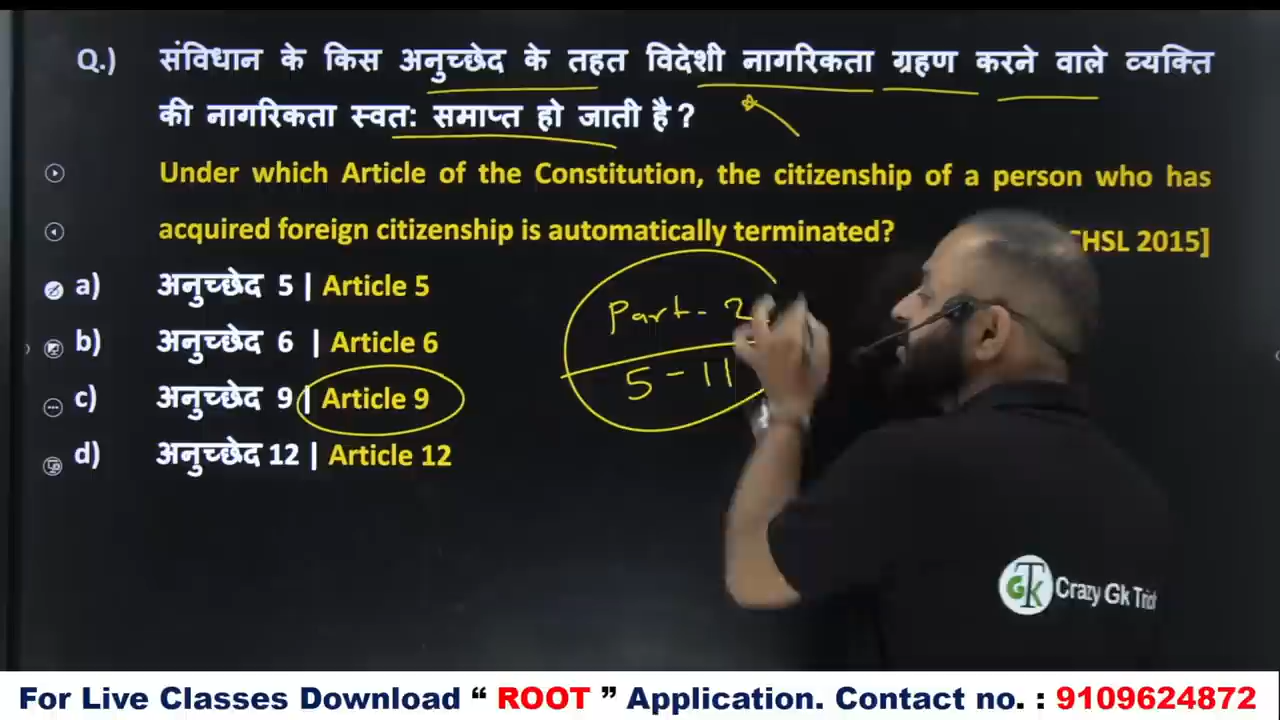 Q.) संविधान के किस अनुच्छेद के तहत विदेशी नागरिकता ग्रहण करने वाले व्यक्ति
की नागरिकता स्वत: समाप्त हो जाती है ?
Under which Article of the Constitution, the citizenship of a person who has
acquired foreign citizenship is automatically terminated?
CHSL 2015]
a) अनुच्छेद 5 | Article 5
b) अनुच्छेद 6 | Article 6
c) अनुच्छेद 9 | Article 9
d) अनुच्छेद 12 | Article 12
Part - 2
5 - 11
GTK Crazy Gk Trick
For Live Classes Download “ ROOT ” Application. Contact no. : 9109624872